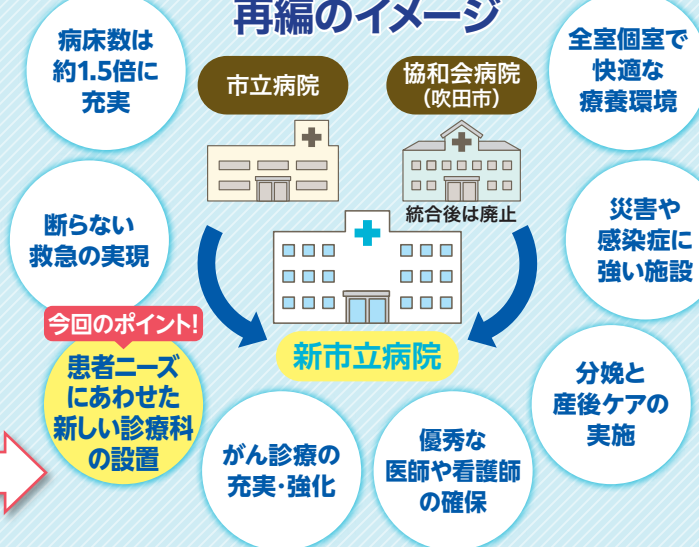 再編のイメージ
病床数は
約1.5倍に
充実
市立病院
協和会病院
（吹田市）
全室個室で
快適な
療養環境
統合後は廃止
断らない
救急の実現
災害や
感染症に
強い施設
今回のポイント!
患者ニーズ
にあわせた
新しい診療科
の設置
新市立病院
分娩と
産後ケアの
実施
がん診療の
充実・強化
優秀な
医師や看護師
の確保